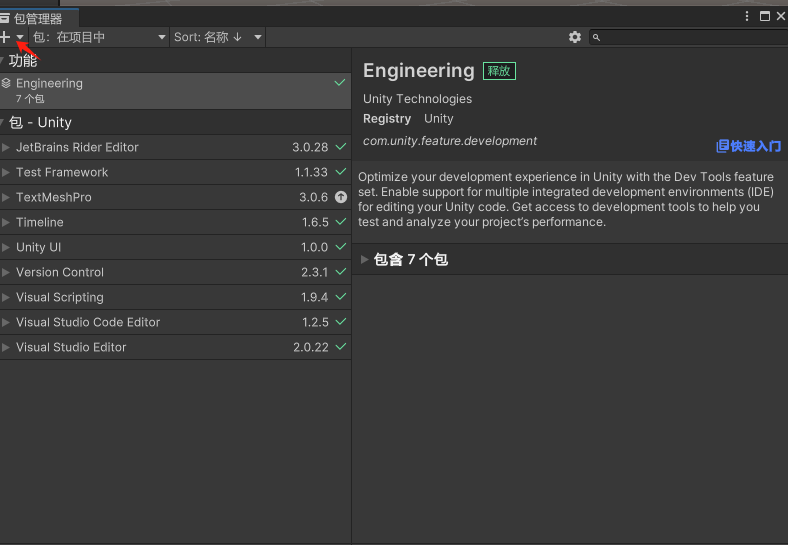 包管理器
包: 在项目中
Sort: 名称 ↓
功能
Engineering
7 个包
包 - Unity
JetBrains Rider Editor 3.0.28
Test Framework 1.1.33
TextMeshPro 3.0.6
Timeline 1.6.5
Unity UI 1.0.0
Version Control 2.3.1
Visual Scripting 1.9.4
Visual Studio Code Editor 1.2.5
Visual Studio Editor 2.0.22
Engineering 释放
Unity Technologies
Registry Unity
com.unity.feature.development
快速入门
Optimize your development experience in Unity with the Dev Tools feature
set. Enable support for multiple integrated development environments (IDE)
for editing your Unity code. Get access to development tools to help you
test and analyze your project's performance.
包含 7 个包